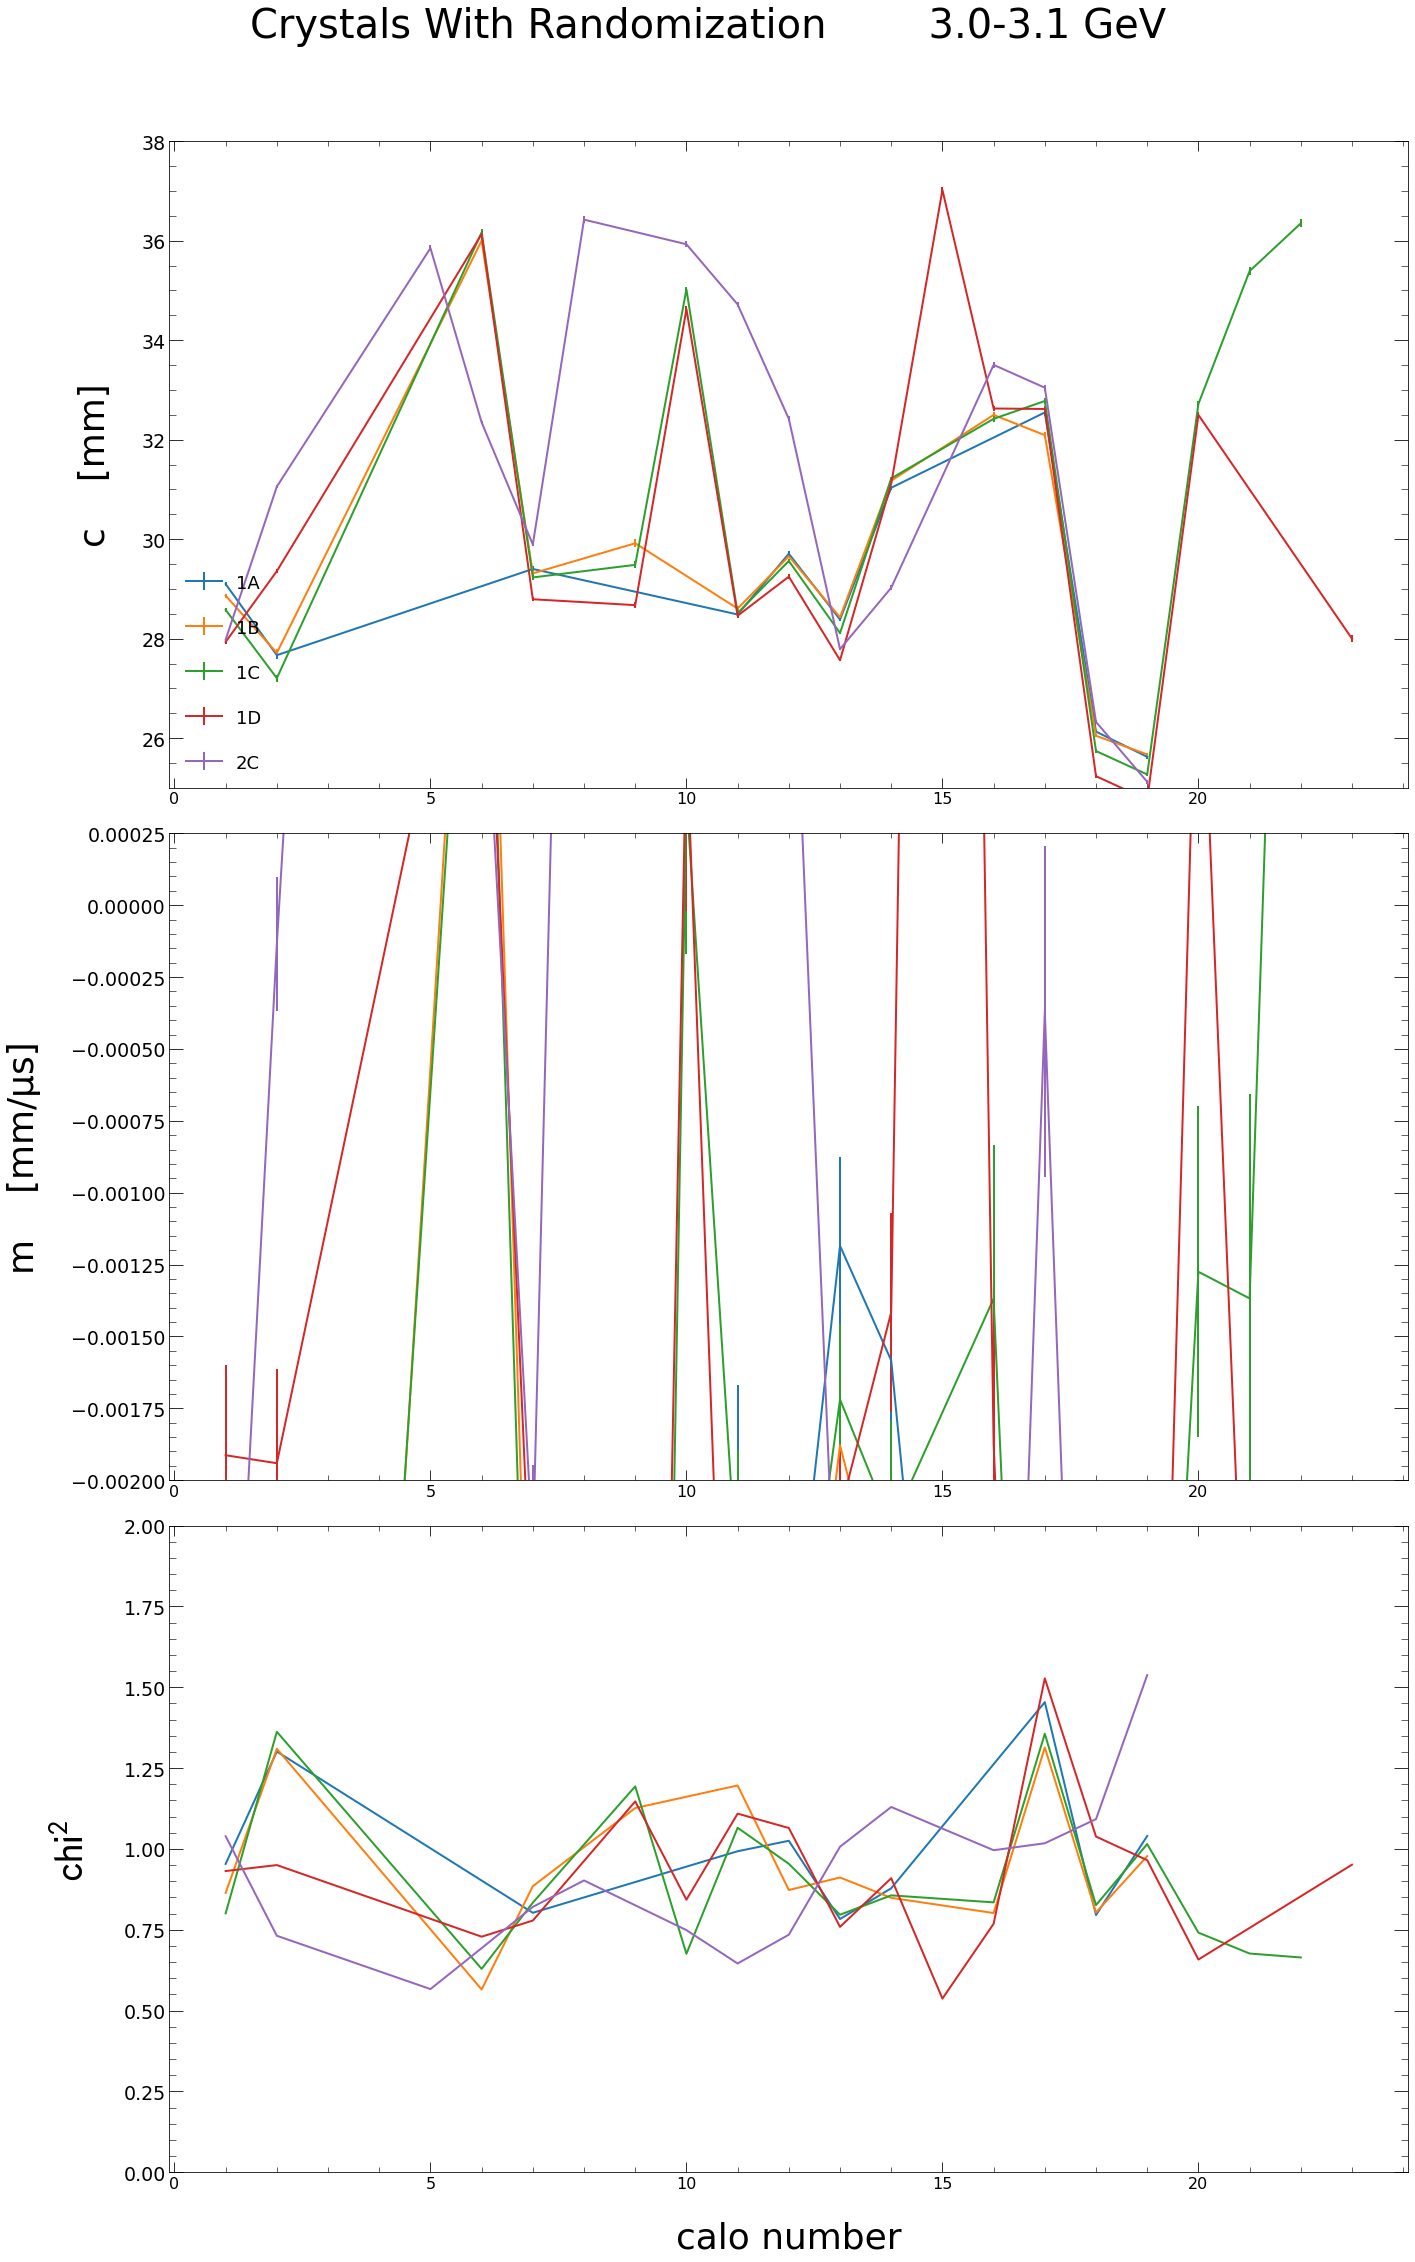 Crystals With Randomization 3.0-3.1 GeV
38
36
34
32
30
28
26
c [mm]
1A
1B
1C
1D
2C
0 5 10 15 20
0.00025
0.00000
−0.00025
−0.00050
−0.00075
−0.00100
−0.00125
−0.00150
−0.00175
−0.00200
m [mm/µs]
0 5 10 15 20
2.00
1.75
1.50
1.25
1.00
0.75
0.50
0.25
0.00
chi²
0 5 10 15 20
calo number